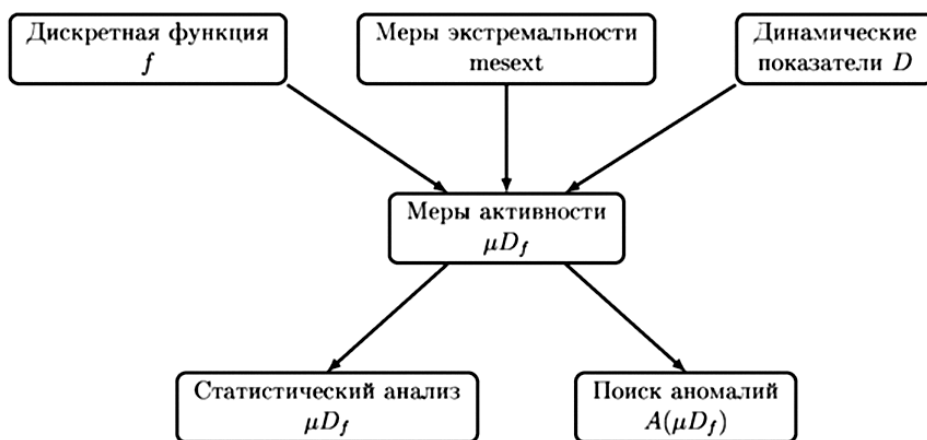 Дискретная функция
f
Меры экстремальности
mesext
Динамические
показатели D
Меры активности
μD_f
Статистический анализ
μD_f
Поиск аномалий
A(μD_f)